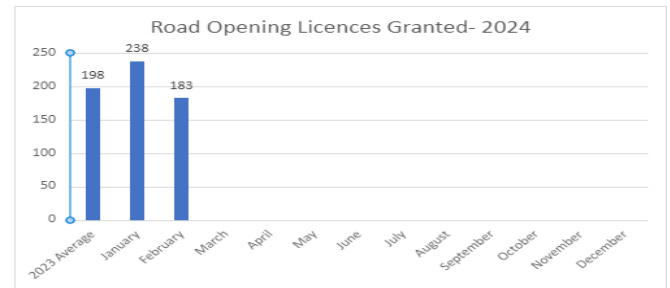 Road Opening Licences Granted- 2024
250
200
150
100
50
0
198
238
183
2023 Average
January
February
March
April
May
June
July
August
September
October
November
December